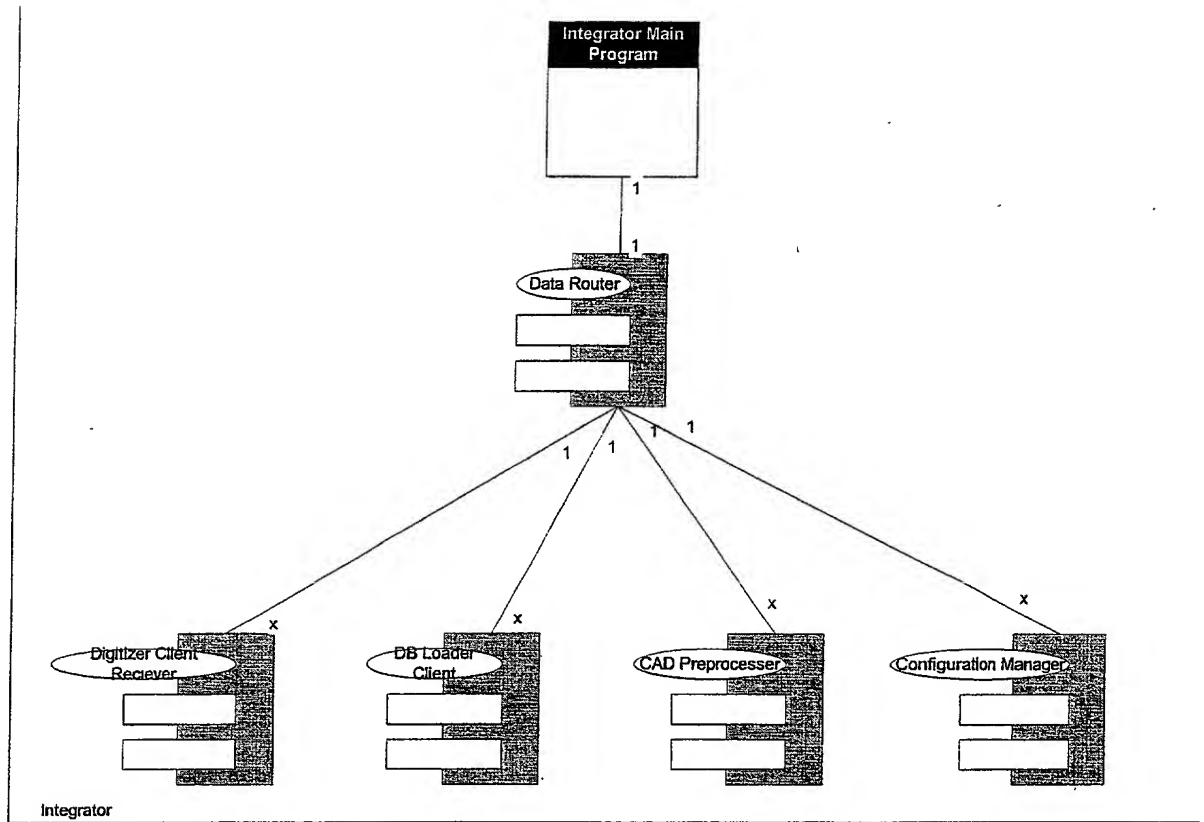 Integrator Main
Program
1
1
Data Router
1
1
1
1
x
x
x
x
Digitizer Client
Reciever
DB Loader
Client
CAD Preprocesser
Configuration Manager
Integrator